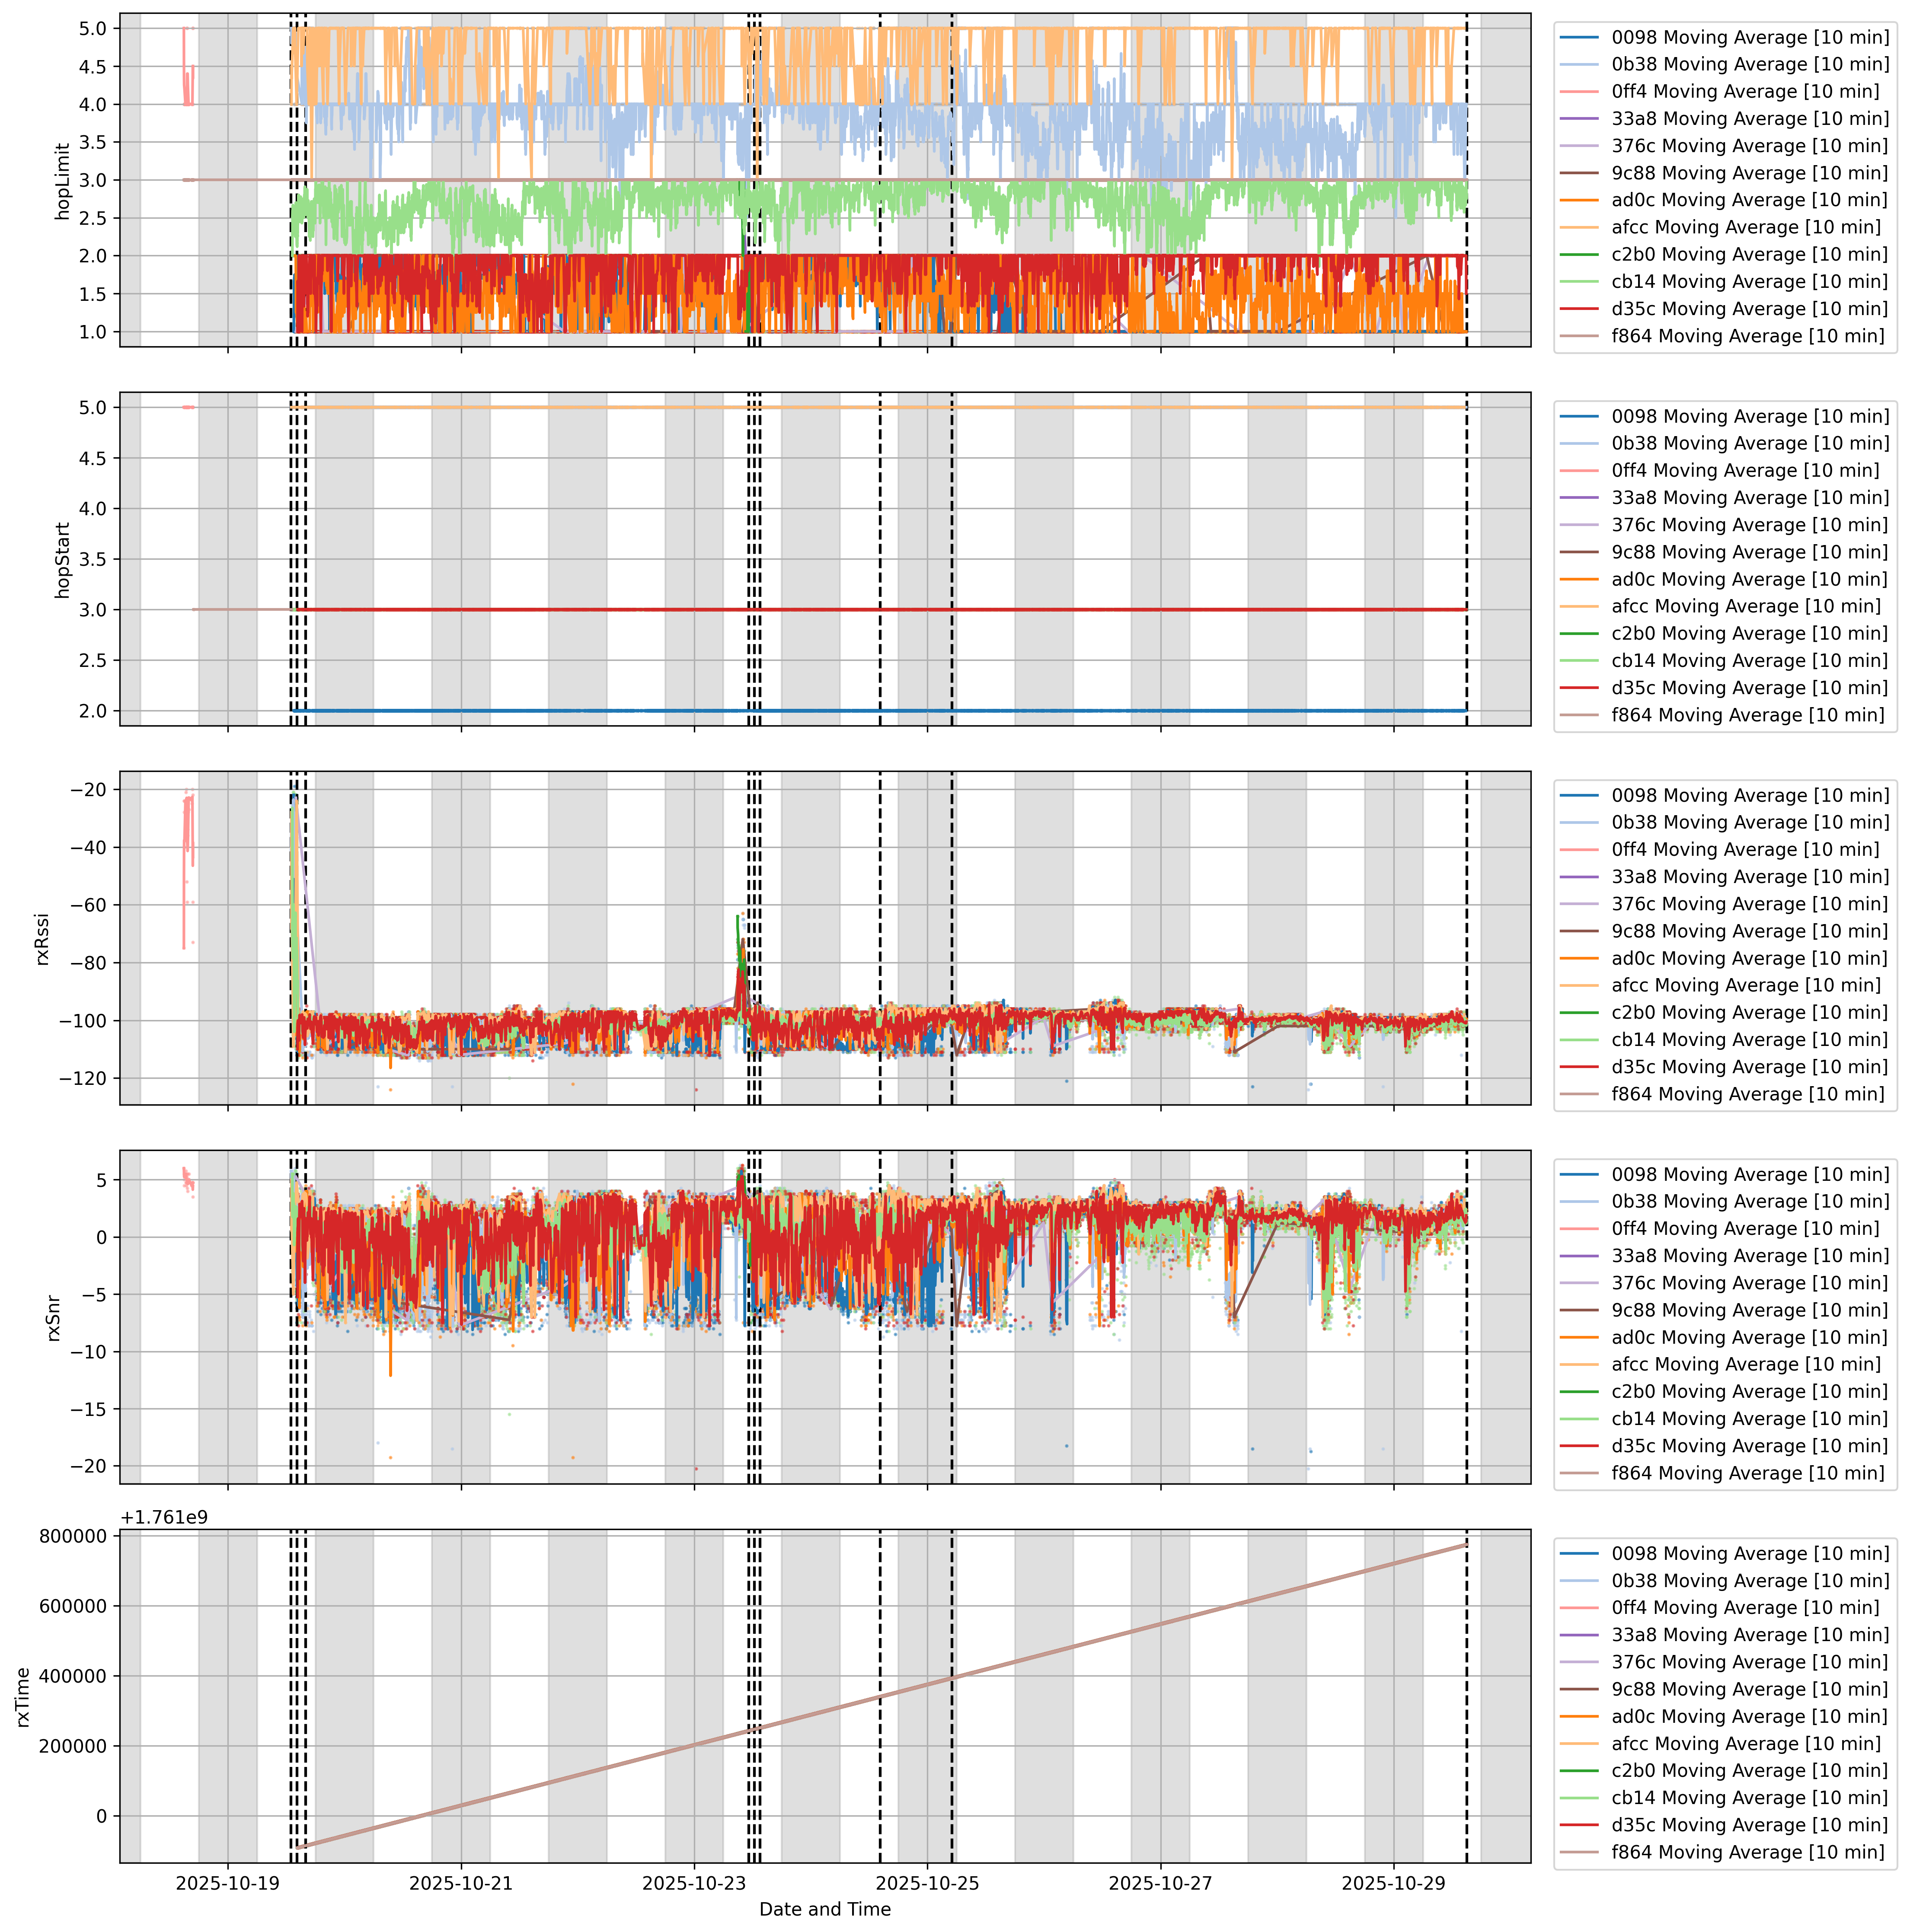 5.0
4.5
4.0
3.5
3.0
2.5
2.0
1.5
1.0
hopLimit
0098 Moving Average [10 min]
0b38 Moving Average [10 min]
0ff4 Moving Average [10 min]
33a8 Moving Average [10 min]
376c Moving Average [10 min]
9c88 Moving Average [10 min]
ad0c Moving Average [10 min]
afcc Moving Average [10 min]
c2b0 Moving Average [10 min]
cb14 Moving Average [10 min]
d35c Moving Average [10 min]
f864 Moving Average [10 min]
5.0
4.5
4.0
3.5
3.0
2.5
2.0
hopStart
0098 Moving Average [10 min]
0b38 Moving Average [10 min]
0ff4 Moving Average [10 min]
33a8 Moving Average [10 min]
376c Moving Average [10 min]
9c88 Moving Average [10 min]
ad0c Moving Average [10 min]
afcc Moving Average [10 min]
c2b0 Moving Average [10 min]
cb14 Moving Average [10 min]
d35c Moving Average [10 min]
f864 Moving Average [10 min]
−20
−40
−60
−80
−100
−120
rxRssi
0098 Moving Average [10 min]
0b38 Moving Average [10 min]
0ff4 Moving Average [10 min]
33a8 Moving Average [10 min]
376c Moving Average [10 min]
9c88 Moving Average [10 min]
ad0c Moving Average [10 min]
afcc Moving Average [10 min]
c2b0 Moving Average [10 min]
cb14 Moving Average [10 min]
d35c Moving Average [10 min]
f864 Moving Average [10 min]
5
0
−5
−10
−15
−20
rxSnr
0098 Moving Average [10 min]
0b38 Moving Average [10 min]
0ff4 Moving Average [10 min]
33a8 Moving Average [10 min]
376c Moving Average [10 min]
9c88 Moving Average [10 min]
ad0c Moving Average [10 min]
afcc Moving Average [10 min]
c2b0 Moving Average [10 min]
cb14 Moving Average [10 min]
d35c Moving Average [10 min]
f864 Moving Average [10 min]
+1.761e9
800000
600000
400000
200000
0
rxTime
0098 Moving Average [10 min]
0b38 Moving Average [10 min]
0ff4 Moving Average [10 min]
33a8 Moving Average [10 min]
376c Moving Average [10 min]
9c88 Moving Average [10 min]
ad0c Moving Average [10 min]
afcc Moving Average [10 min]
c2b0 Moving Average [10 min]
cb14 Moving Average [10 min]
d35c Moving Average [10 min]
f864 Moving Average [10 min]
2025-10-19 2025-10-21 2025-10-23 2025-10-25 2025-10-27 2025-10-29
Date and Time